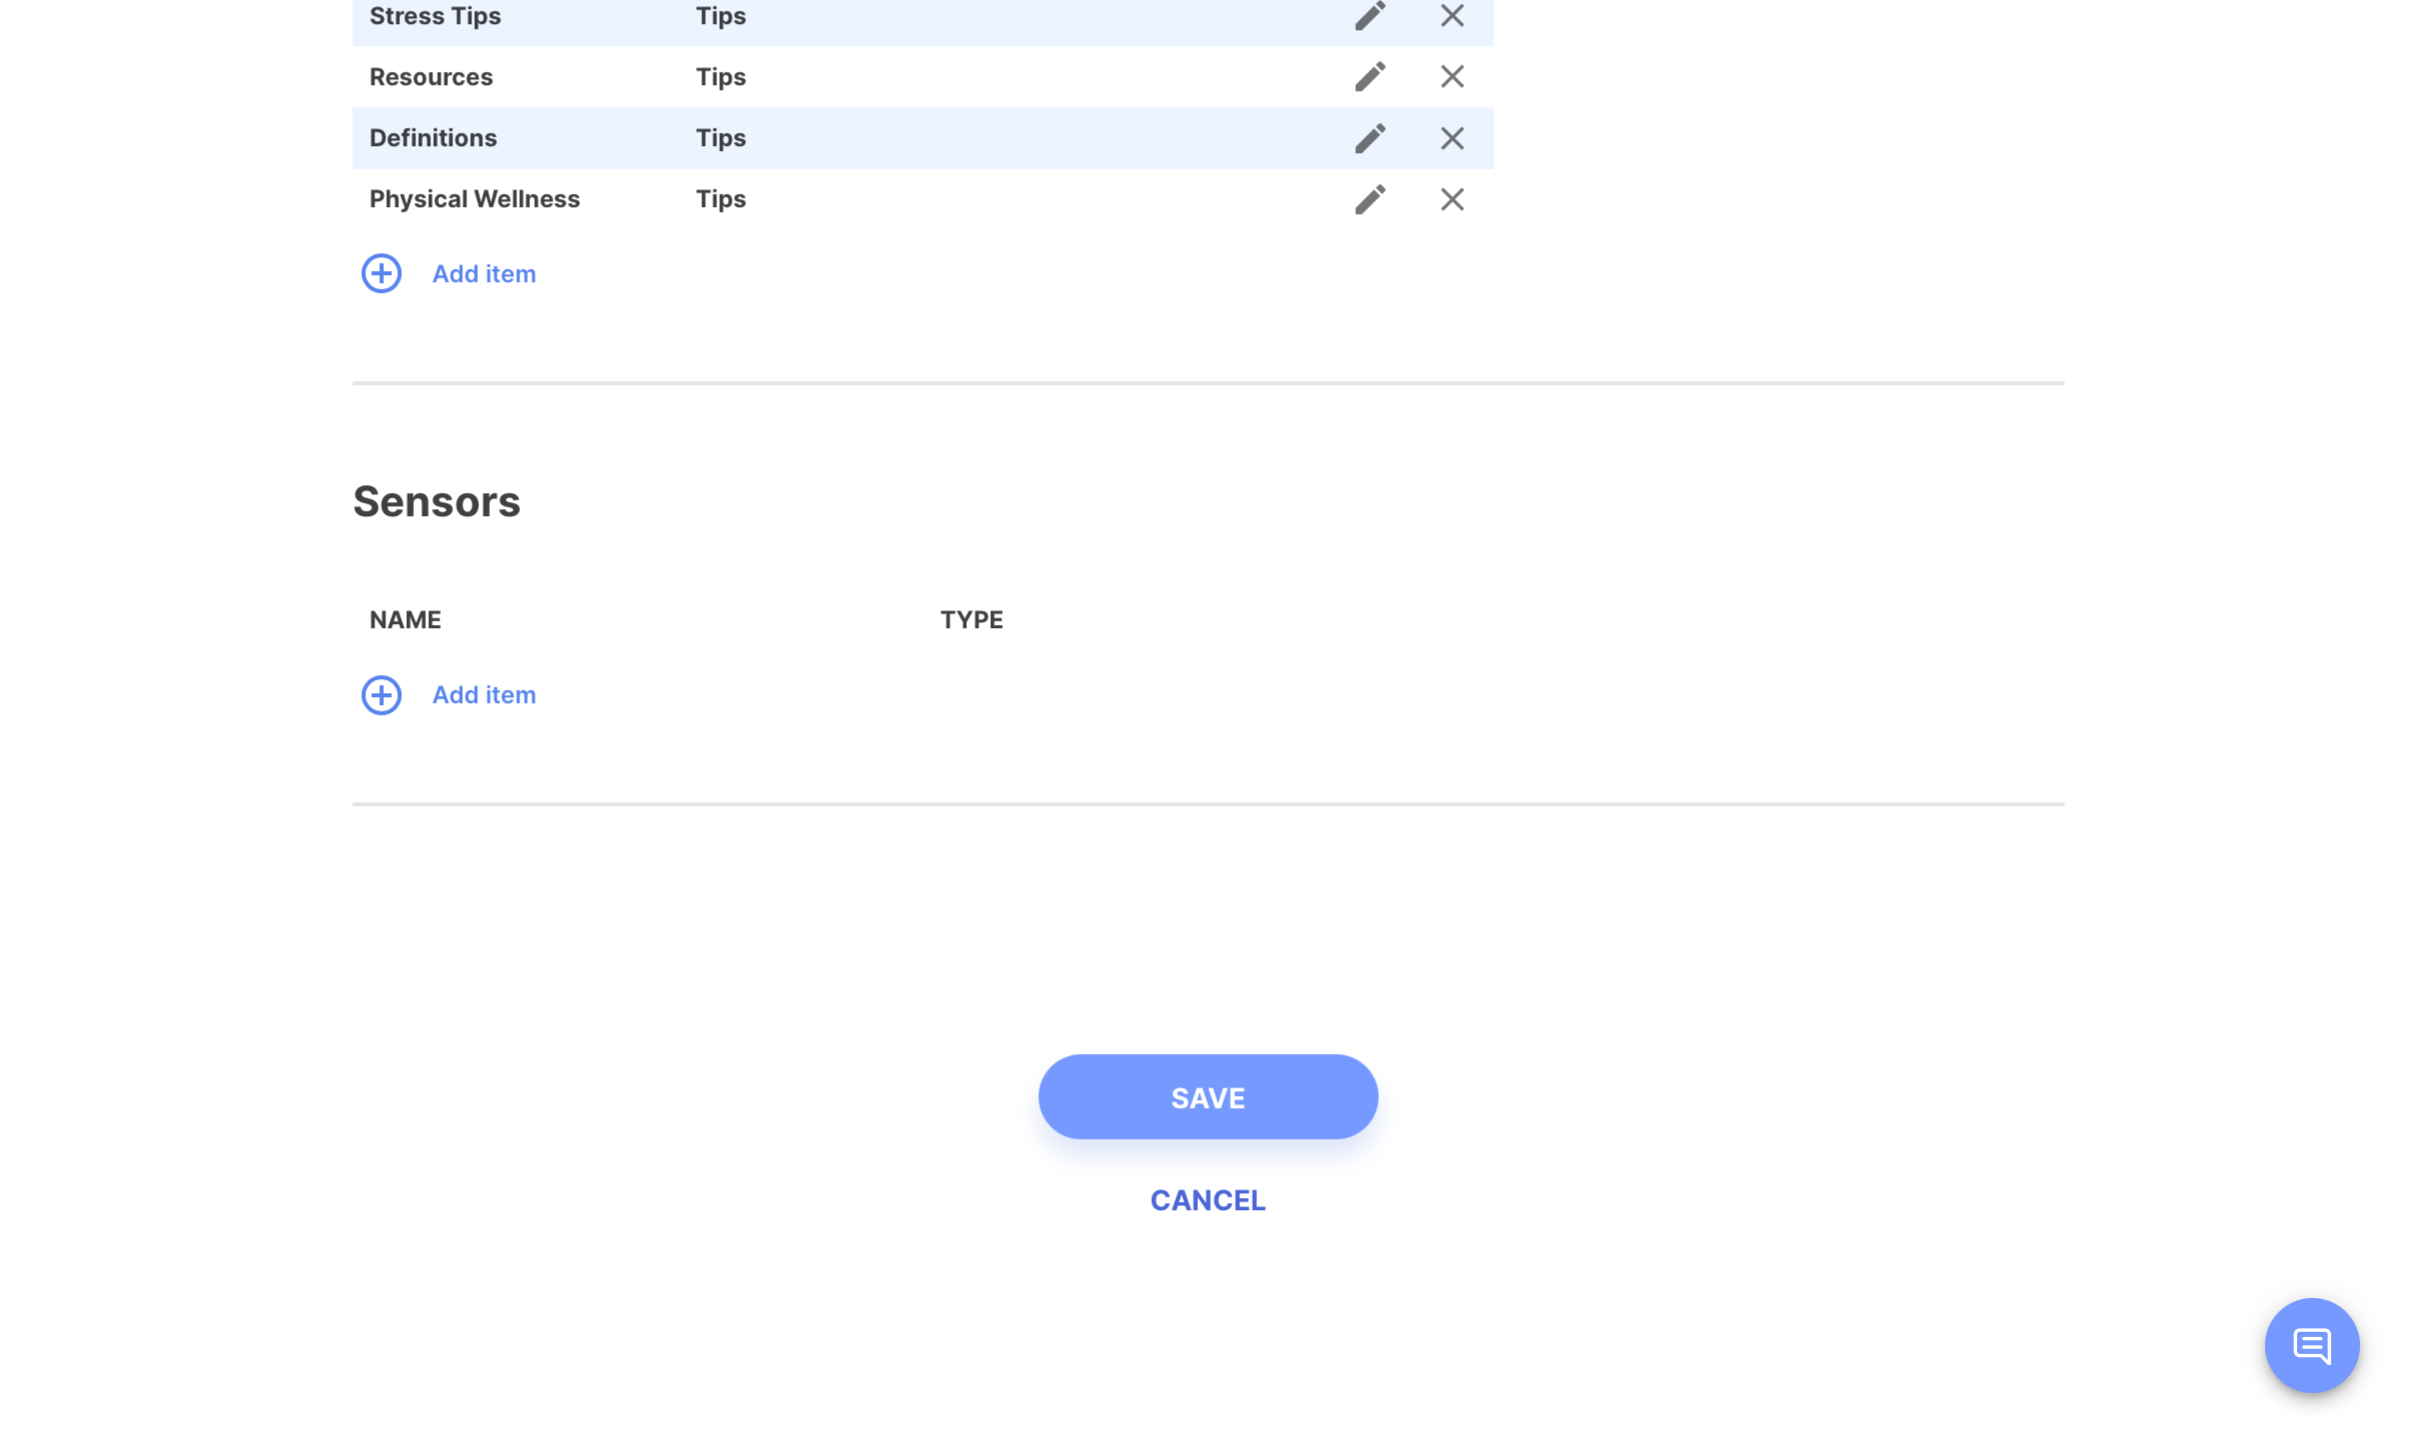 Stress Tips Tips
Resources Tips
Definitions Tips
Physical Wellness Tips
Add item
Sensors
NAME TYPE
Add item
SAVE
CANCEL